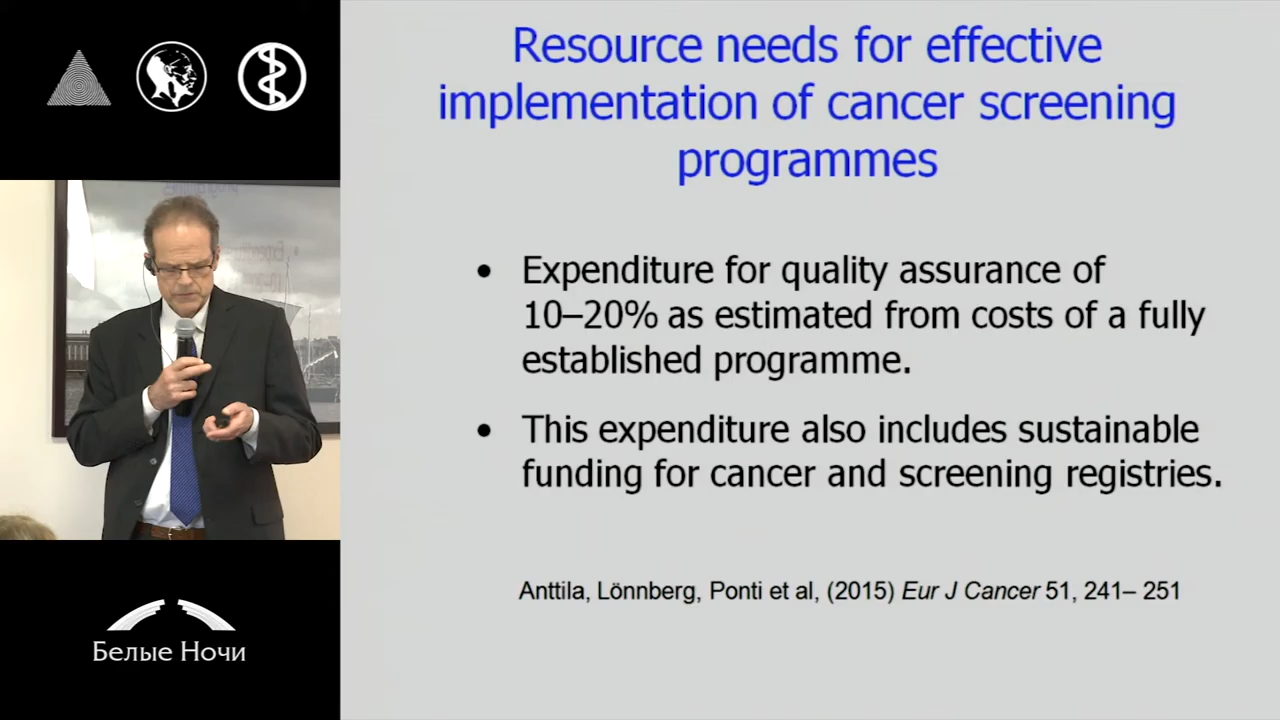 Resource needs for effective
implementation of cancer screening
programmes
• Expenditure for quality assurance of
10–20% as estimated from costs of a fully
established programme.
• This expenditure also includes sustainable
funding for cancer and screening registries.
Anttila, Lönnberg, Ponti et al, (2015) Eur J Cancer 51, 241– 251
Белые Ночи